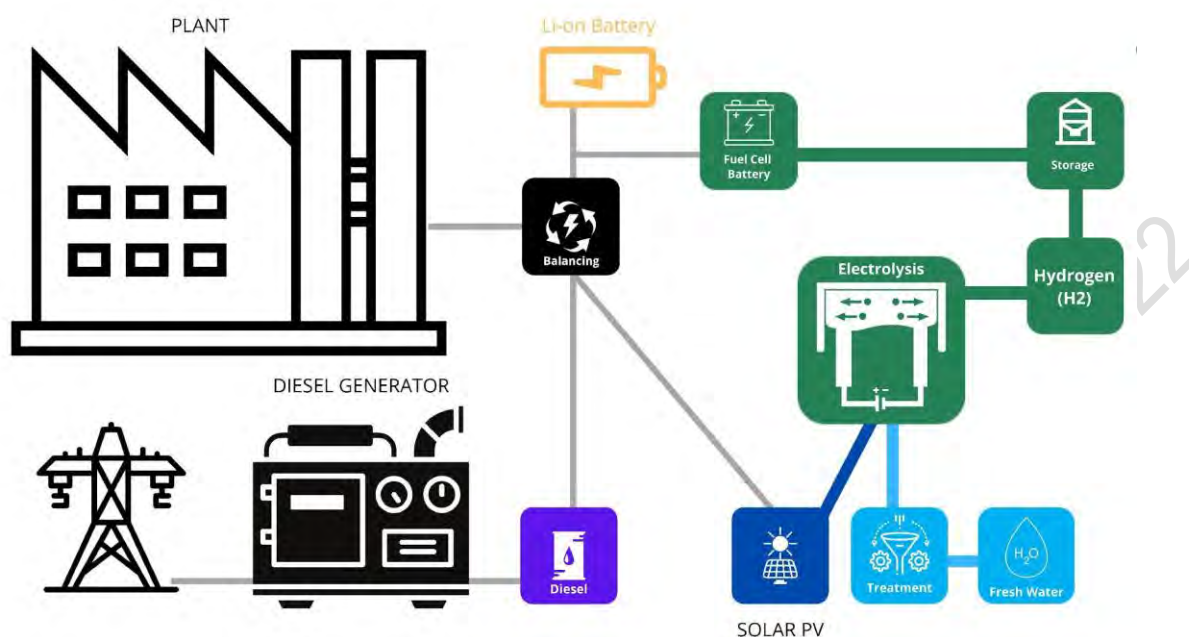 PLANT
Li-on Battery
Fuel Cell
Battery
Storage
Balancing
Electrolysis
Hydrogen
(H2)
+ -
DIESEL GENERATOR
Diesel
Treatment
H₂O
Fresh Water
SOLAR PV
22